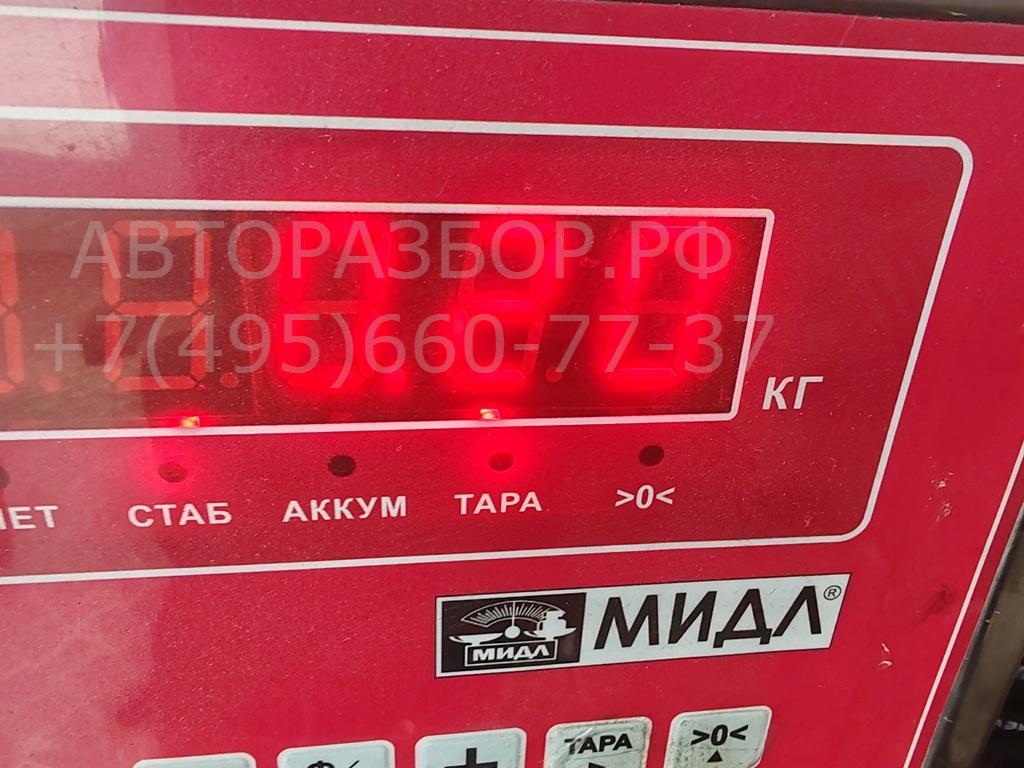 АВТОРАЗБОР.РФ
+7(495)660-77-37
КГ
СТАБ АККУМ ТАРА >0<
МИДЛ МИДЛ®
ТАРА >0<